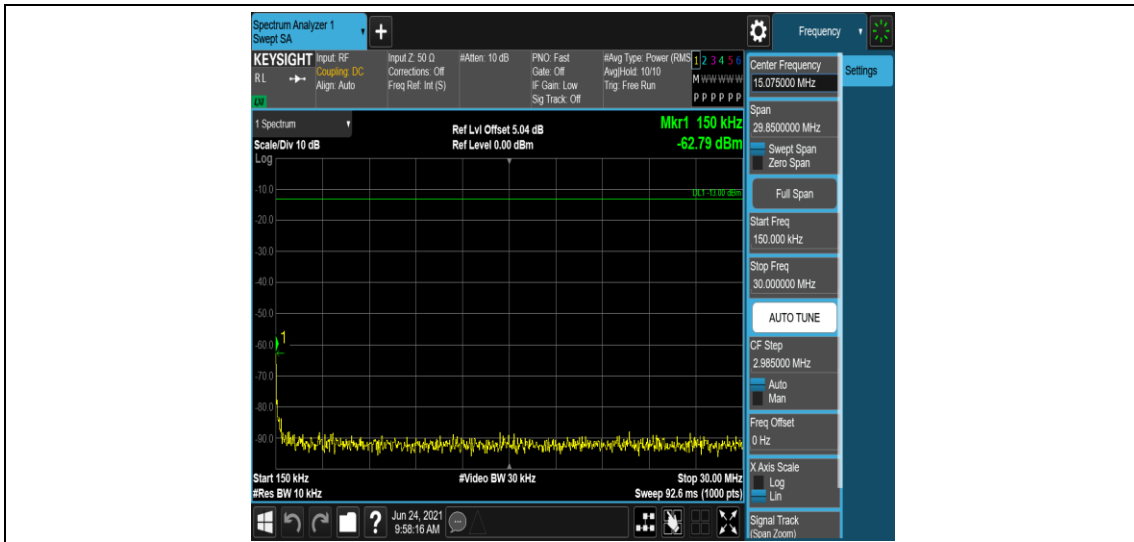 Spectrum Analyzer 1
Swept SA
+
Frequency
KEYSIGHT
RL
LXI
Input: RF
Coupling: DC
Align: Auto
Input Z: 50 Ω
Corrections: Off
Freq Ref: Int (S)
#Atten: 10 dB
PNO: Fast
Gate: Off
IF Gain: Low
Sig Track: Off
#Avg Type: Power (RMS
Avg|Hold: 10/10
Trig: Free Run
1 2 3 4 5 6
M W W W W W
P P P P P P
1 Spectrum
Scale/Div 10 dB
Log
Ref Lvl Offset 5.04 dB
Ref Level 0.00 dBm
Mkr1 150 kHz
-62.79 dBm
DL1 -13.00 dBm
-10.0
-20.0
-30.0
-40.0
-50.0
-60.0
-70.0
-80.0
-90.0
1
Start 150 kHz
#Res BW 10 kHz
#Video BW 30 kHz
Stop 30.00 MHz
Sweep 92.6 ms (1000 pts)
?
Jun 24, 2021
9:58:16 AM
Center Frequency
15.075000 MHz
Span
29.8500000 MHz
Swept Span
Zero Span
Full Span
Start Freq
150.000 kHz
Stop Freq
30.000000 MHz
AUTO TUNE
CF Step
2.985000 MHz
Auto
Man
Freq Offset
0 Hz
X Axis Scale
Log
Lin
Signal Track
(Span Zoom)
Settings